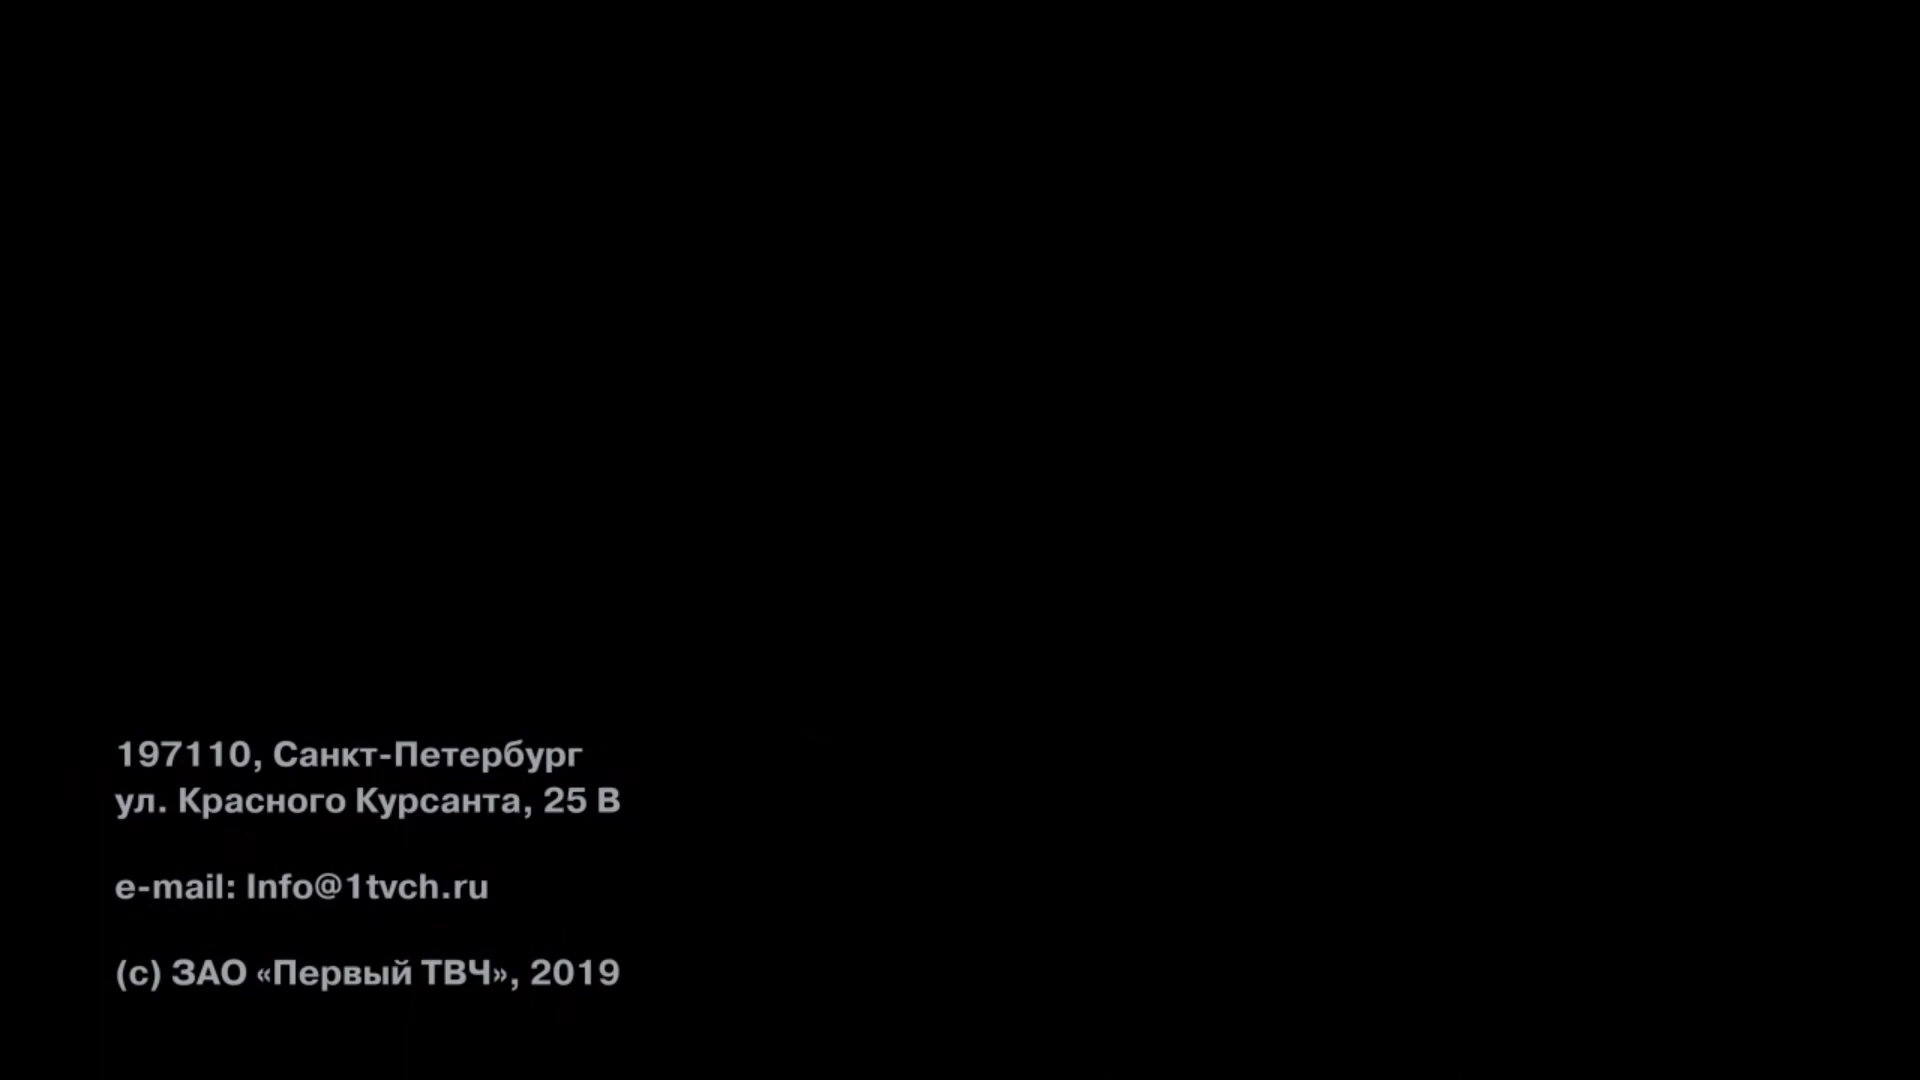 197110, Санкт-Петербург
ул. Красного Курсанта, 25 В
e-mail: Info@1tvch.ru
(c) ЗАО «Первый ТВЧ», 2019